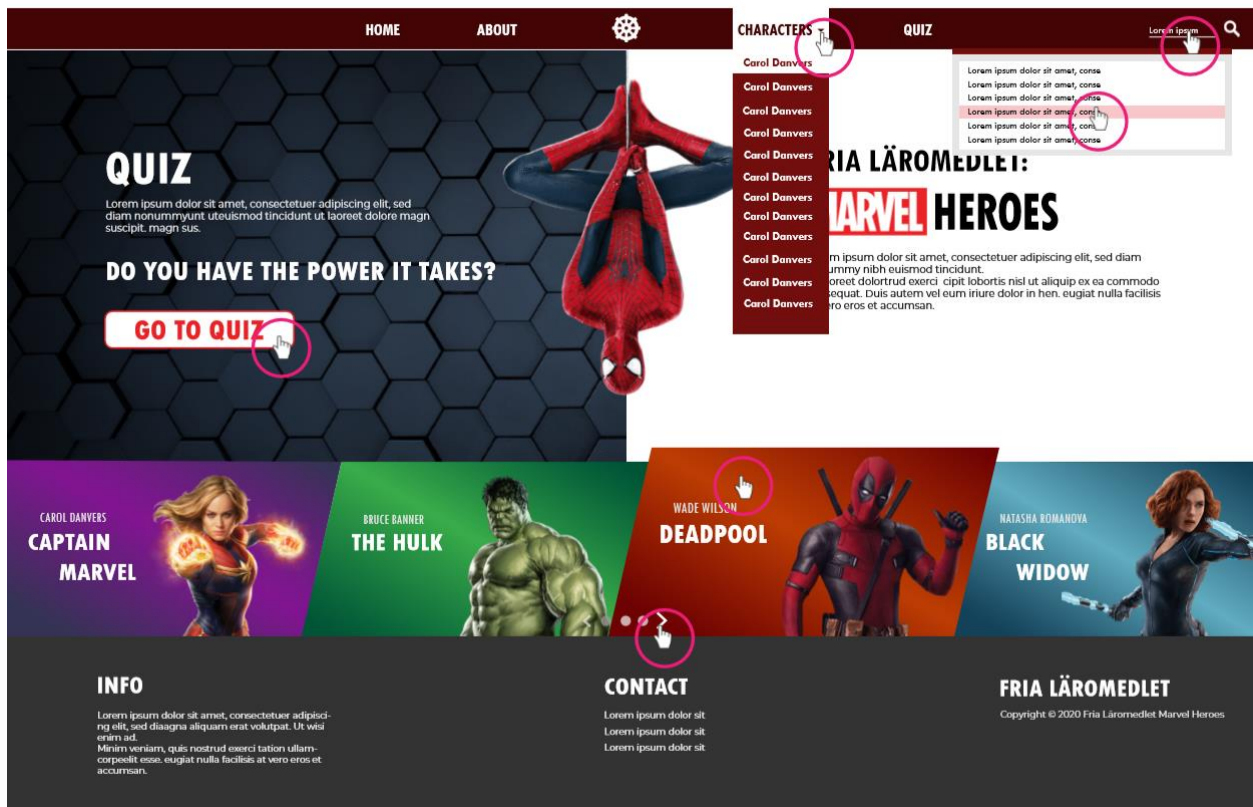 HOME
ABOUT
CHARACTERS
QUIZ
Lorem ipsum
Carol Danvers
Carol Danvers
Carol Danvers
Carol Danvers
Carol Danvers
Carol Danvers
Carol Danvers
Carol Danvers
Carol Danvers
Carol Danvers
Carol Danvers
Carol Danvers
Lorem ipsum dolor sit amet, conse
Lorem ipsum dolor sit amet, conse
Lorem ipsum dolor sit amet, conse
Lorem ipsum dolor sit amet,
Lorem ipsum dolor sit amet,
Lorem ipsum dolor sit amet, conse
QUIZ
Lorem ipsum dolor sit amet, consectetuer adipiscing elit, sed
diam nonummyunt uteuismod tincidunt ut laoreet dolore magn
suscipit. magn sus.
DO YOU HAVE THE POWER IT TAKES?
GO TO QUIZ
RIA LÄROMEDLET:
MARVEL HEROES
m ipsum dolor sit amet, consectetuer adipiscing elit, sed diam
ummy nibh euismod tincidunt.
oreet dolortrud exerci cipit lobortis nisl ut aliquip ex ea commodo
sequat. Duis autem vel eum iriure dolor in hen. eugiat nulla facilisis
ero eros et accumsan.
CAROL DANVERS
CAPTAIN
MARVEL
BRUCE BANNER
THE HULK
WADE WILSON
DEADPOOL
NATASHA ROMANOVA
BLACK
WIDOW
INFO
Lorem ipsum dolor sit amet, consectetuer adipisci-
ng elit, sed diaagna aliquam erat volutpat. Ut wisi
enim ad.
Minim veniam, quis nostrud exerci tation ullam-
corpeelit esse. eugiat nulla facilisis at vero eros et
accumsan.
CONTACT
Lorem ipsum dolor sit
Lorem ipsum dolor sit
Lorem ipsum dolor sit
FRIA LÄROMEDLET
Copyright © 2020 Fria Läromedlet Marvel Heroes